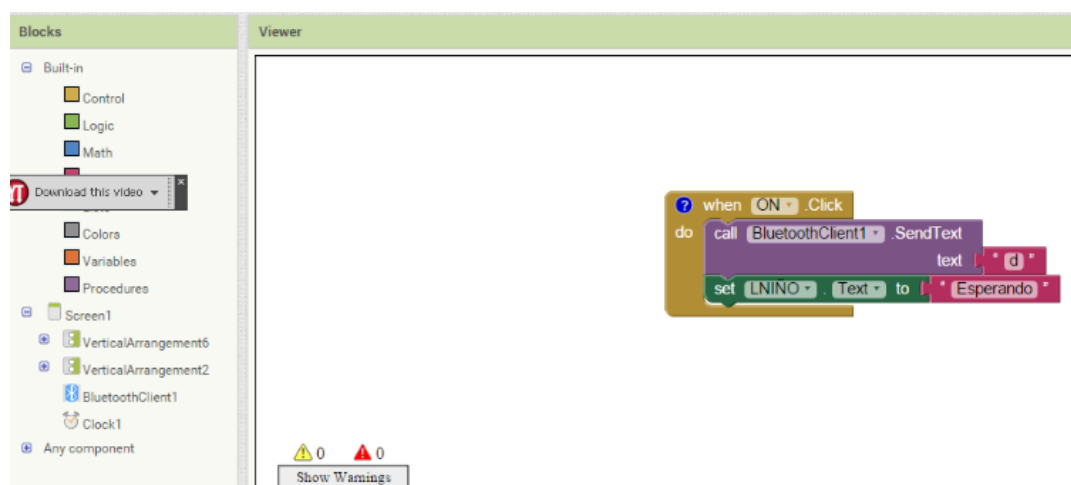 Blocks
Viewer
Built-in
Control
Logic
Math
Download this video
Colors
Variables
Procedures
Screen1
VerticalArrangement6
VerticalArrangement2
BluetoothClient1
Clock1
Any component
? when ON .Click
do call BluetoothClient1 .SendText
text " d "
set LNIÑO . Text to " Esperando "
0 0
Show Warnings